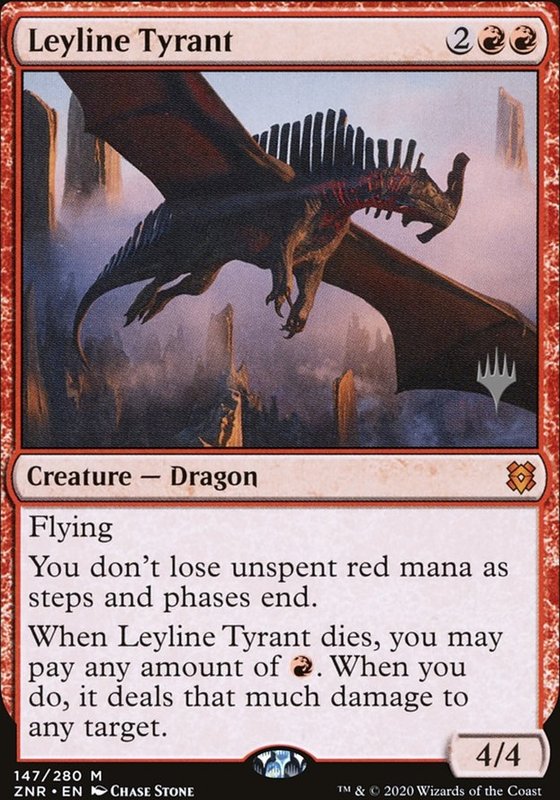 Leyline Tyrant 2
Creature — Dragon
Flying
You don't lose unspent red mana as
steps and phases end.
When Leyline Tyrant dies, you may
pay any amount of . When you
do, it deals that much damage to
any target.
4/4
147/280 M
ZNR • EN Chase Stone
™ & © 2020 Wizards of the Coast